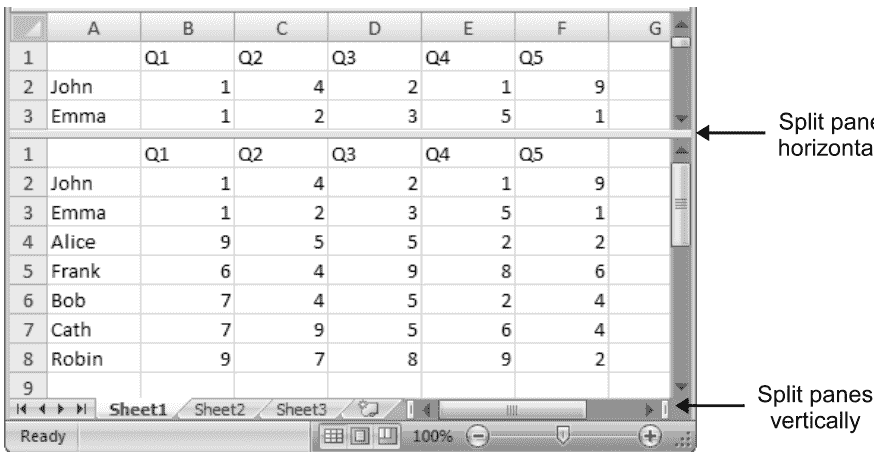 A B C D E F G
1 Q1 Q2 Q3 Q4 Q5
2 John 1 4 2 1 9
3 Emma 1 2 3 5 1
Split pane
horizonta
1 Q1 Q2 Q3 Q4 Q5
2 John 1 4 2 1 9
3 Emma 1 2 3 5 1
4 Alice 9 5 5 2 2
5 Frank 6 4 9 8 6
6 Bob 7 4 5 2 4
7 Cath 7 9 5 6 4
8 Robin 9 7 8 9 2
9
Sheet1 Sheet2 Sheet3
Split panes
vertically
Ready 100%